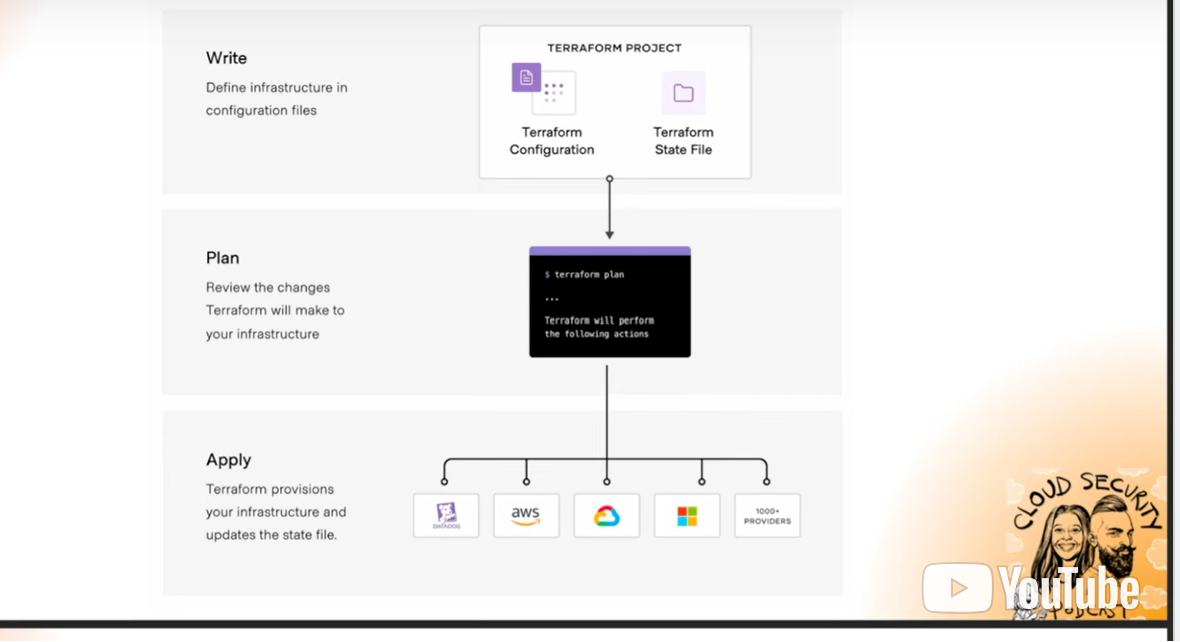 Write
Define infrastructure in
configuration files
TERRAFORM PROJECT
Terraform
Configuration
Terraform
State File
Plan
Review the changes
Terraform will make to
your infrastructure
$ terraform plan
...
Terraform will perform
the following actions
Apply
Terraform provisions
your infrastructure and
updates the state file.
DATADOG
aws
1000+
PROVIDERS
CLOUD SECURITY
PODCAST
YouTube